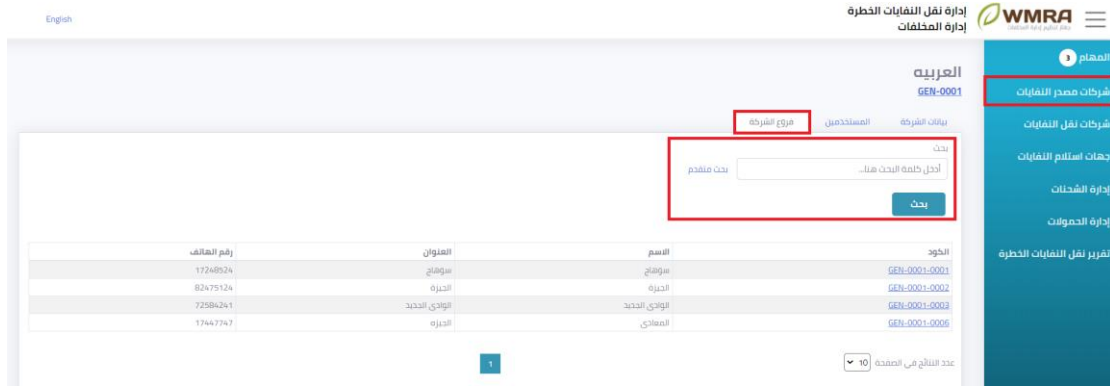 English
إدارة نقل النفايات الخطرة
إدارة المخلفات
WMRA
المهام 3
شركات مصدر النفايات
شركات نقل النفايات
جهات استلام النفايات
إدارة الشحنات
إدارة الحمولات
تقرير نقل النفايات الخطرة
العربيه
GEN-0001
بيانات الشركة المستخدمين فروع الشركة
بحث
أدخل كلمة البحث هنا... بحث متقدم
بحث
الكود الاسم العنوان رقم الهاتف
GEN-0001-0001 سوهاج سوهاج 17248524
GEN-0001-0002 الجيزة الجيزة 82475124
GEN-0001-0003 الوادي الجديد الوادي الجديد 72584241
GEN-0001-0006 المعادي الجيزه 17447747
عدد النتائج في الصفحة 10
1